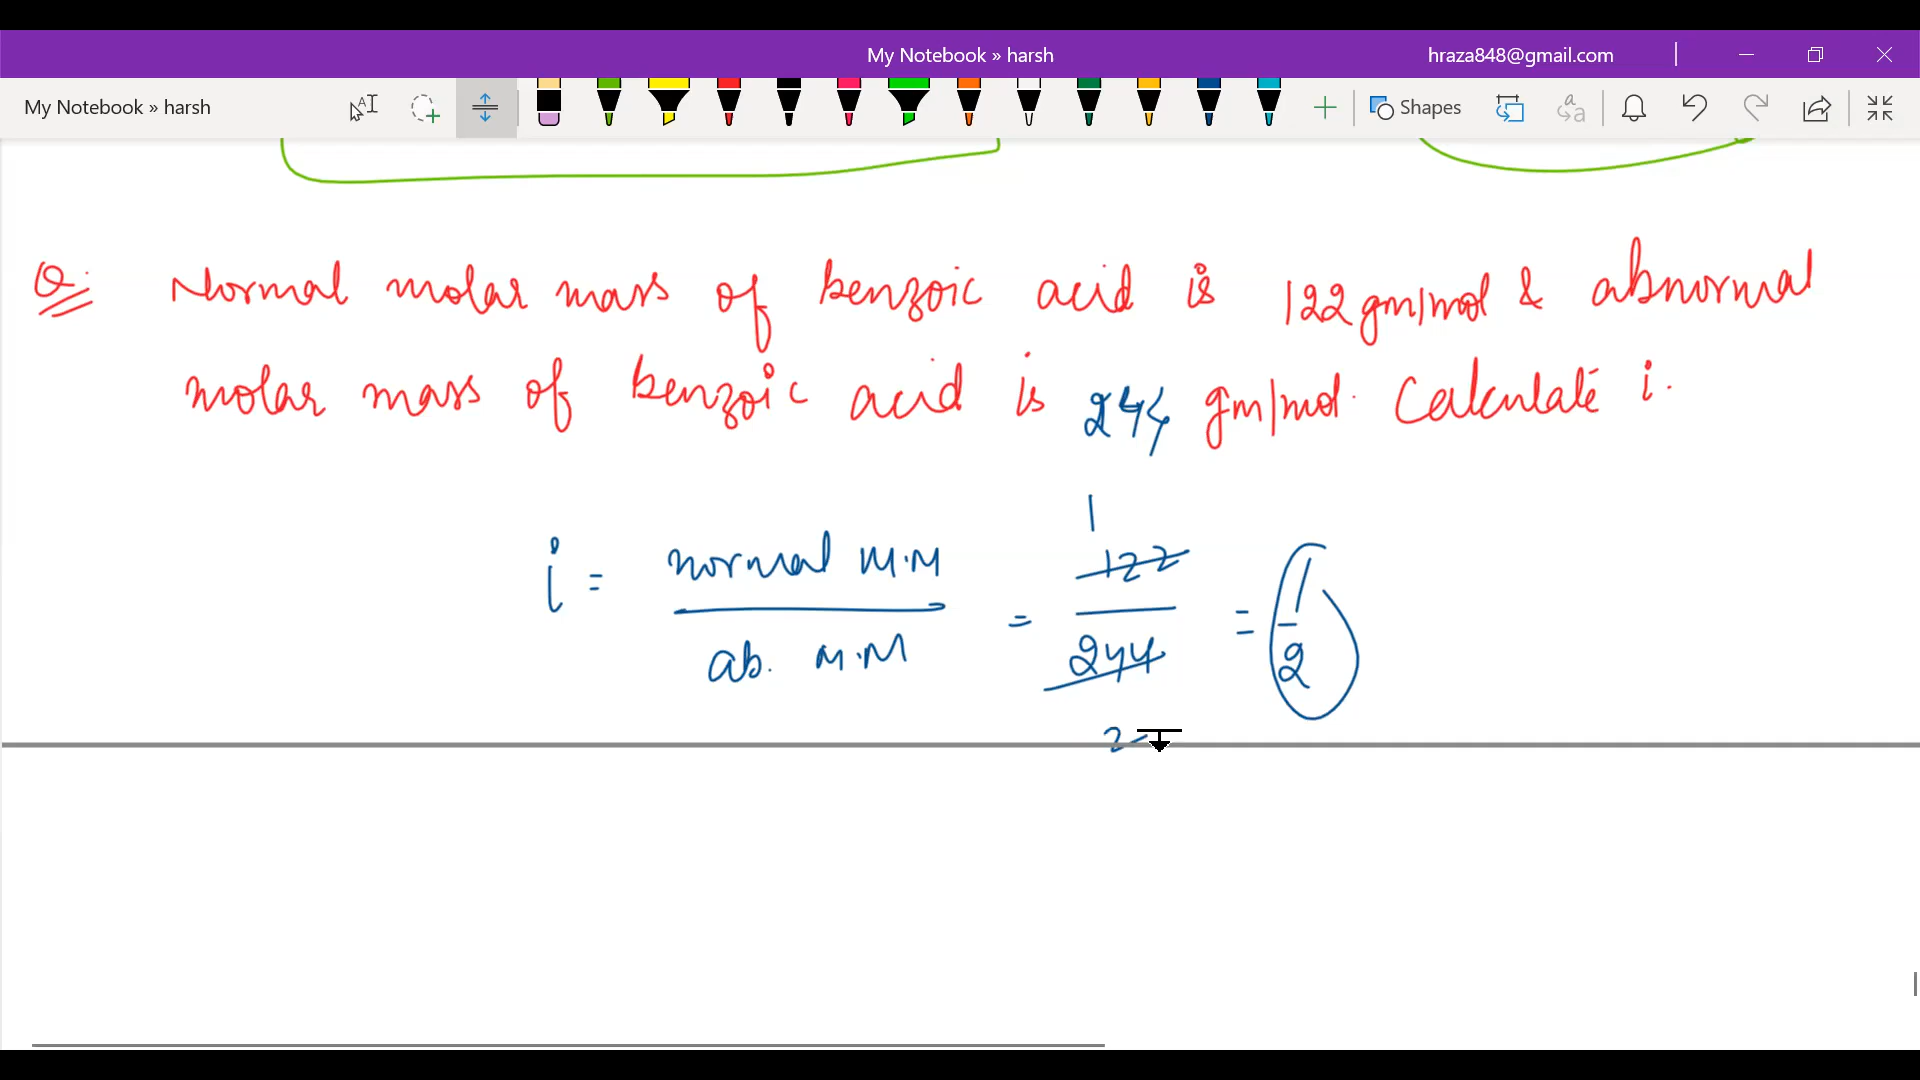 My Notebook » harsh
hraza848@gmail.com
My Notebook » harsh
Shapes
Q: Normal molar mass of benzoic acid is 122 gm/mol & abnormal
molar mass of benzoic acid is 244 gm/mol. Calculate i.
i = normal M.M / ab. M.M = 122 / 244 = 1/2
1
2